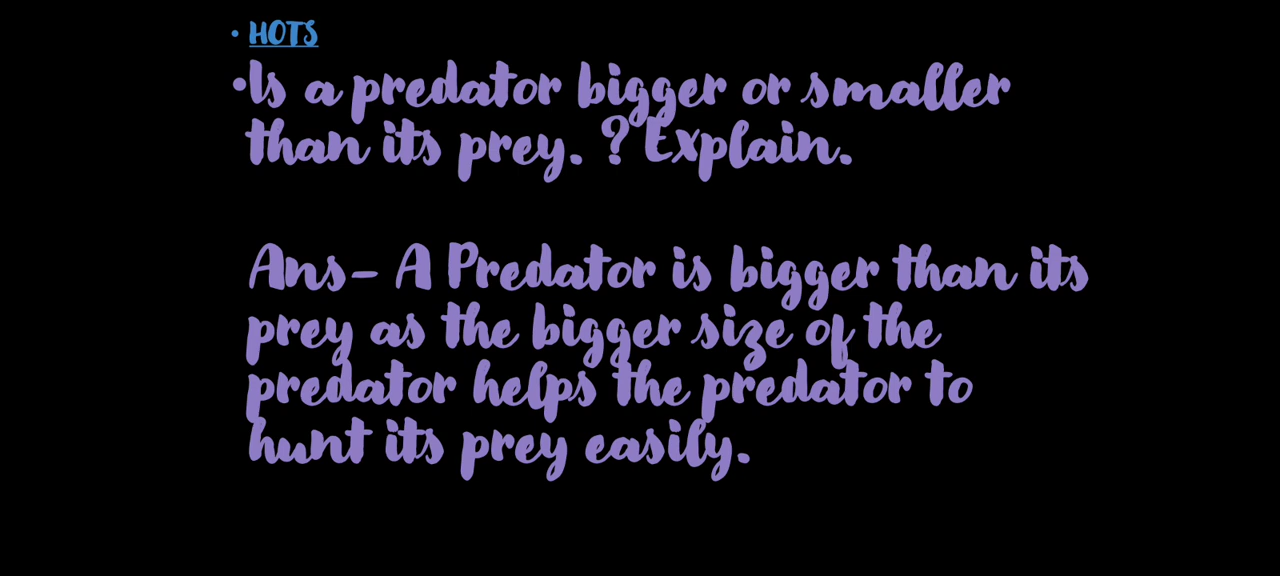 • HOTS
• Is a predator bigger or smaller
than its prey. ? Explain.
Ans- A Predator is bigger than its
prey as the bigger size of the
predator helps the predator to
hunt its prey easily.